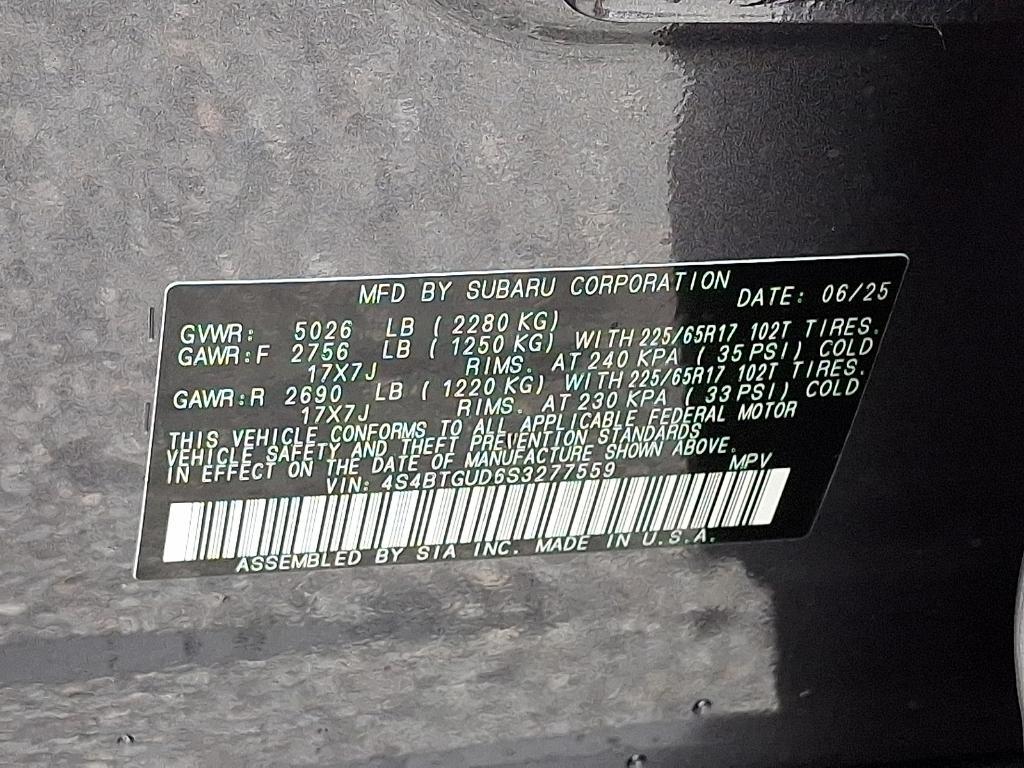 MFD BY SUBARU CORPORATION DATE: 06/25
GVWR: 5026 LB ( 2280 KG)
GAWR:F 2756 LB ( 1250 KG) WITH 225/65R17 102T TIRES.
17X7J RIMS. AT 240 KPA ( 35 PSI) COLD
GAWR:R 2690 LB ( 1220 KG) WITH 225/65R17 102T TIRES.
17X7J RIMS. AT 230 KPA ( 33 PSI) COLD
THIS VEHICLE CONFORMS TO ALL APPLICABLE FEDERAL MOTOR
VEHICLE SAFETY AND THEFT PREVENTION STANDARDS
IN EFFECT ON THE DATE OF MANUFACTURE SHOWN ABOVE.
VIN: 4S4BTGUD6S3277559 MPV
ASSEMBLED BY SIA INC. MADE IN U.S.A.